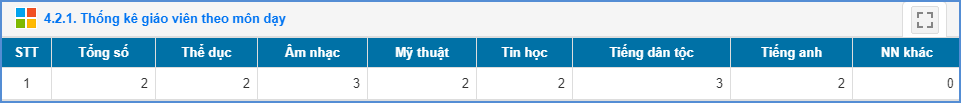 4.2.1. Thống kê giáo viên theo môn dạy
STT Tổng số Thể dục Âm nhạc Mỹ thuật Tin học Tiếng dân tộc Tiếng anh NN khác
1 2 2 3 2 2 3 2 0